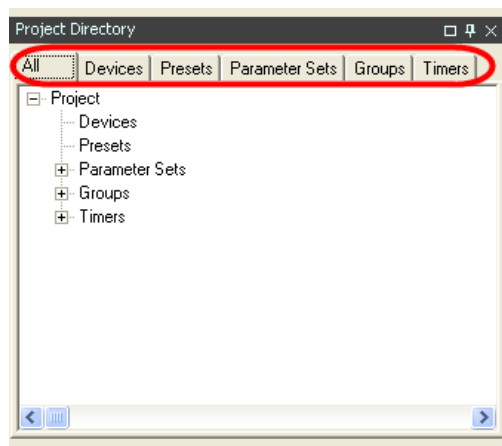 Project Directory
All Devices Presets Parameter Sets Groups Timers
Project
Devices
Presets
Parameter Sets
Groups
Timers